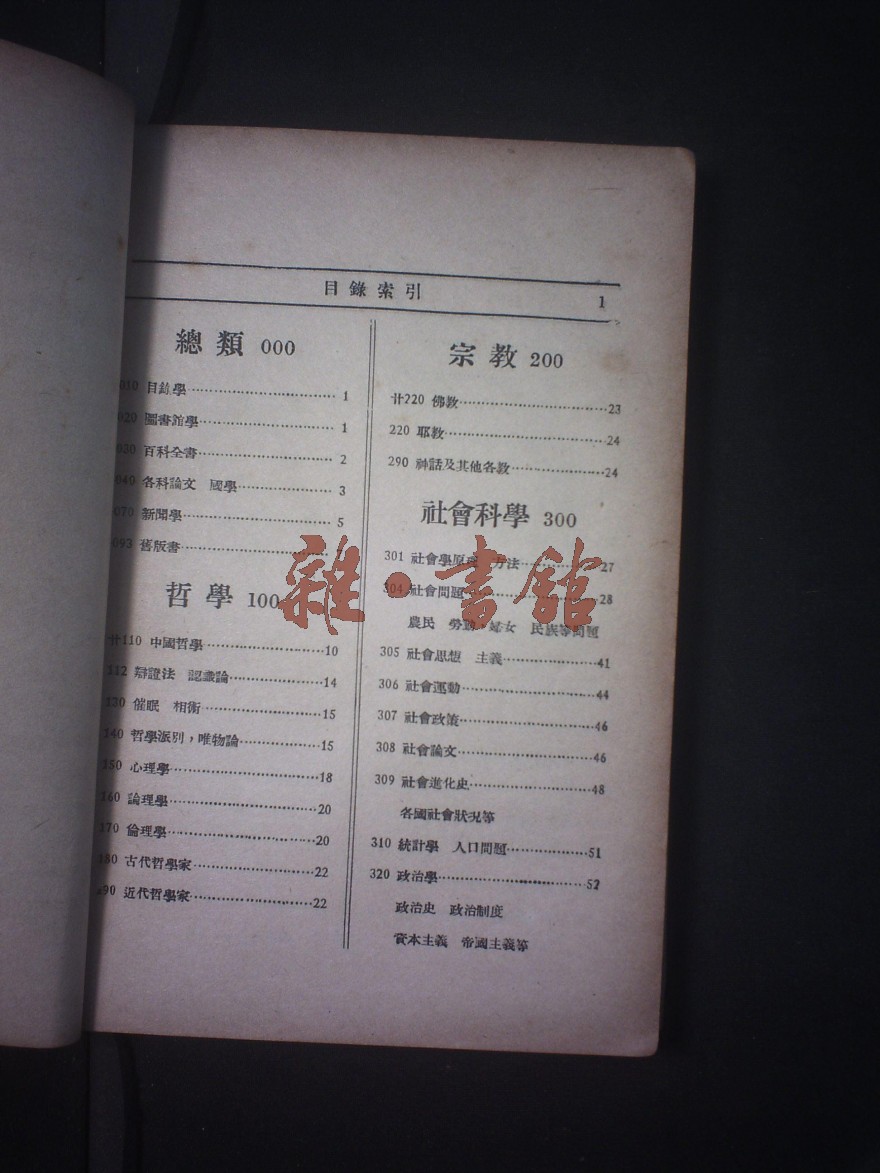 目錄索引 1
總類 000
010 目錄學 1
020 圖書館學 1
030 百科全書 2
040 各科論文 國學 3
070 新聞學 5
093 舊版書 7
哲學 100
卄110 中國哲學 10
112 辯證法 認識論 14
130 催眠 相術 15
140 哲學派別,唯物論 15
150 心理學 18
160 論理學 20
170 倫理學 20
180 古代哲學家 22
190 近代哲學家 22
宗教 200
卄220 佛教 23
220 耶教 24
290 神話及其他各教 24
社會科學 300
301 社會學原理 方法 27
304 社會問題 28
農民 勞動,婦女 民族等問題
305 社會思想 主義 41
306 社會運動 44
307 社會政策 46
308 社會論文 46
309 社會進化史 48
各國社會狀况等
310 統計學 人口問題 51
320 政治學 52
政治史 政治制度
資本主義 帝國主義等
雜·書館